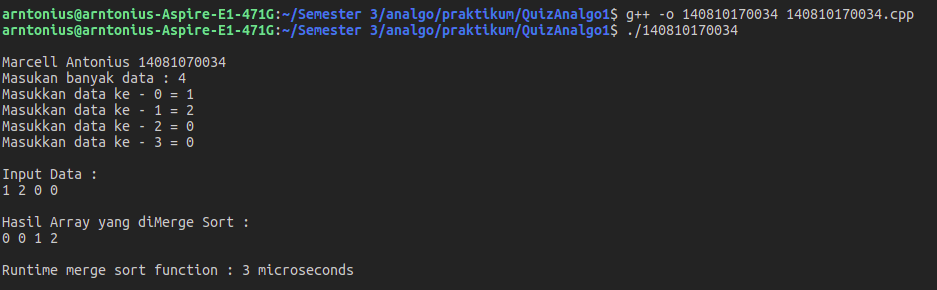 arntonius@arntonius-Aspire-E1-471G:~/Semester 3/analgo/praktikum/QuizAnalgo1$ g++ -o 140810170034 140810170034.cpp
arntonius@arntonius-Aspire-E1-471G:~/Semester 3/analgo/praktikum/QuizAnalgo1$ ./140810170034
Marcell Antonius 14081070034
Masukan banyak data : 4
Masukkan data ke - 0 = 1
Masukkan data ke - 1 = 2
Masukkan data ke - 2 = 0
Masukkan data ke - 3 = 0
Input Data :
1 2 0 0
Hasil Array yang diMerge Sort :
0 0 1 2
Runtime merge sort function : 3 microseconds